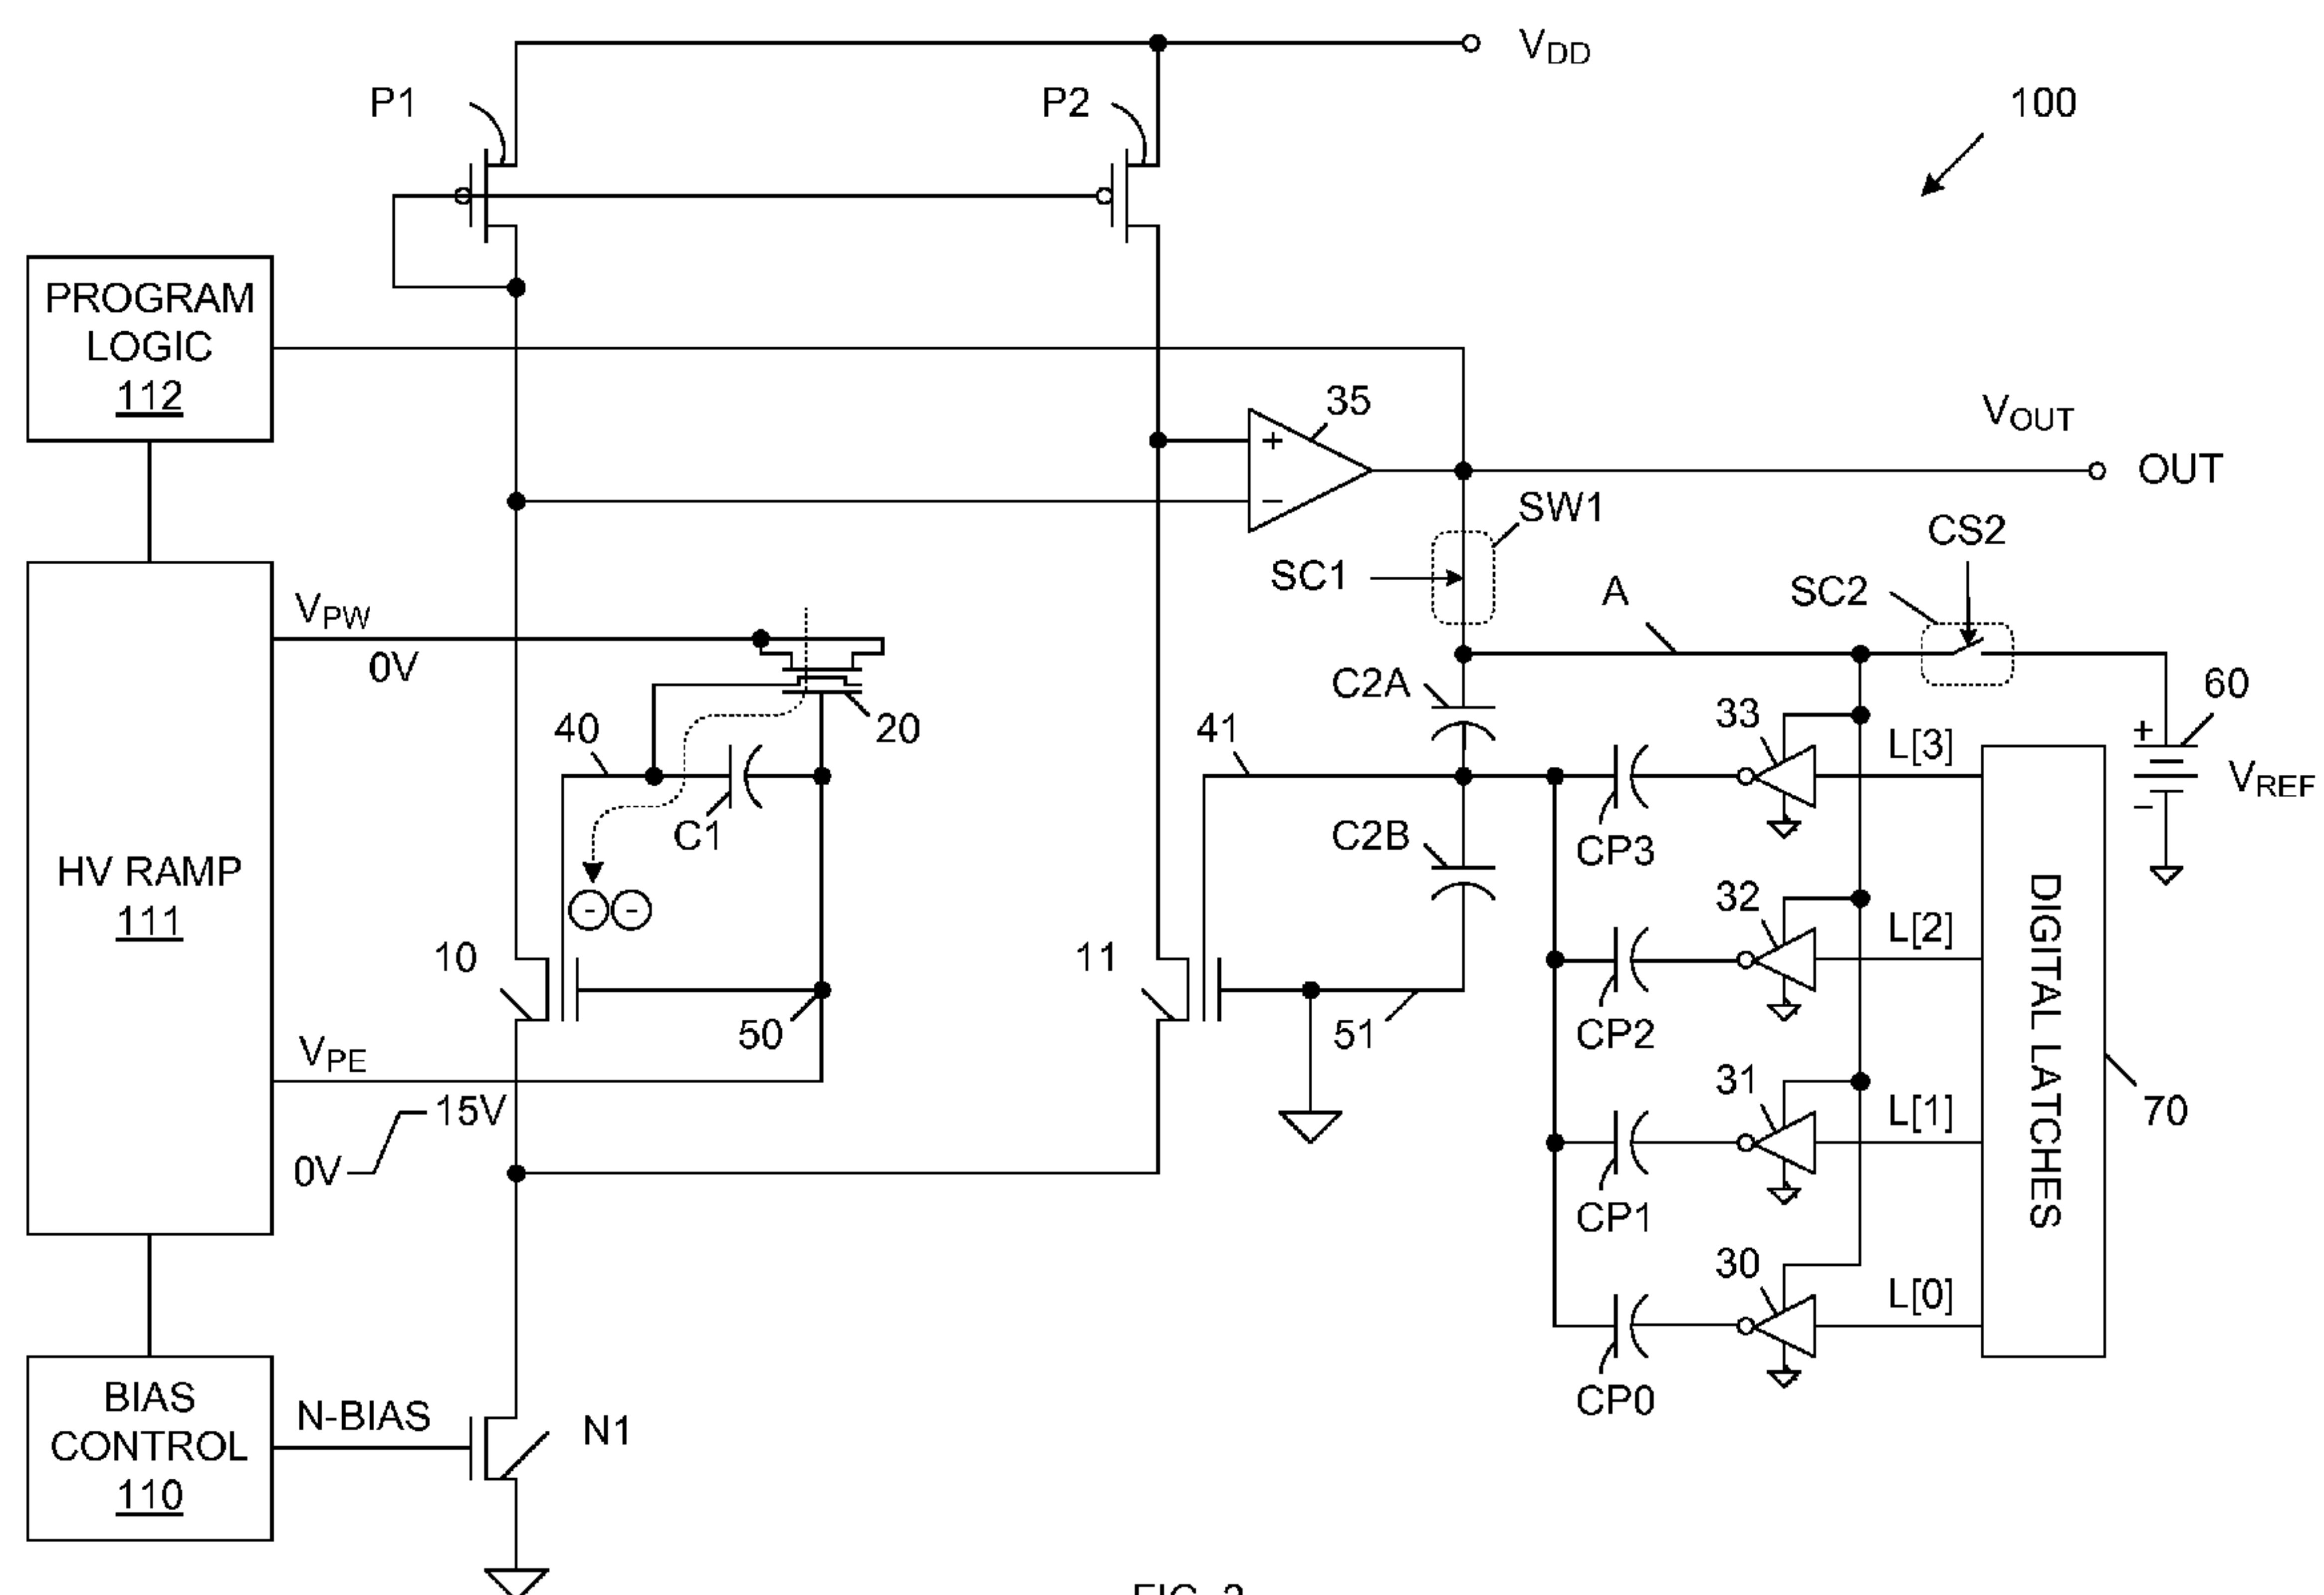 VDD
P1
P2
100
PROGRAM
LOGIC
112
35
VOUT
+
−
OUT
SW1
SC1
CS2
SC2
A
VPW
0V
C2A
60
33
L[3]
+
VREF
−
20
40
41
C1
C2B
CP3
HV RAMP
111
32
L[2]
DIGITAL LATCHES
10
11
50
51
CP2
VPE
31
L[1]
15V
70
0V
CP1
30
L[0]
BIAS
CONTROL
110
N-BIAS
N1
CP0
- -